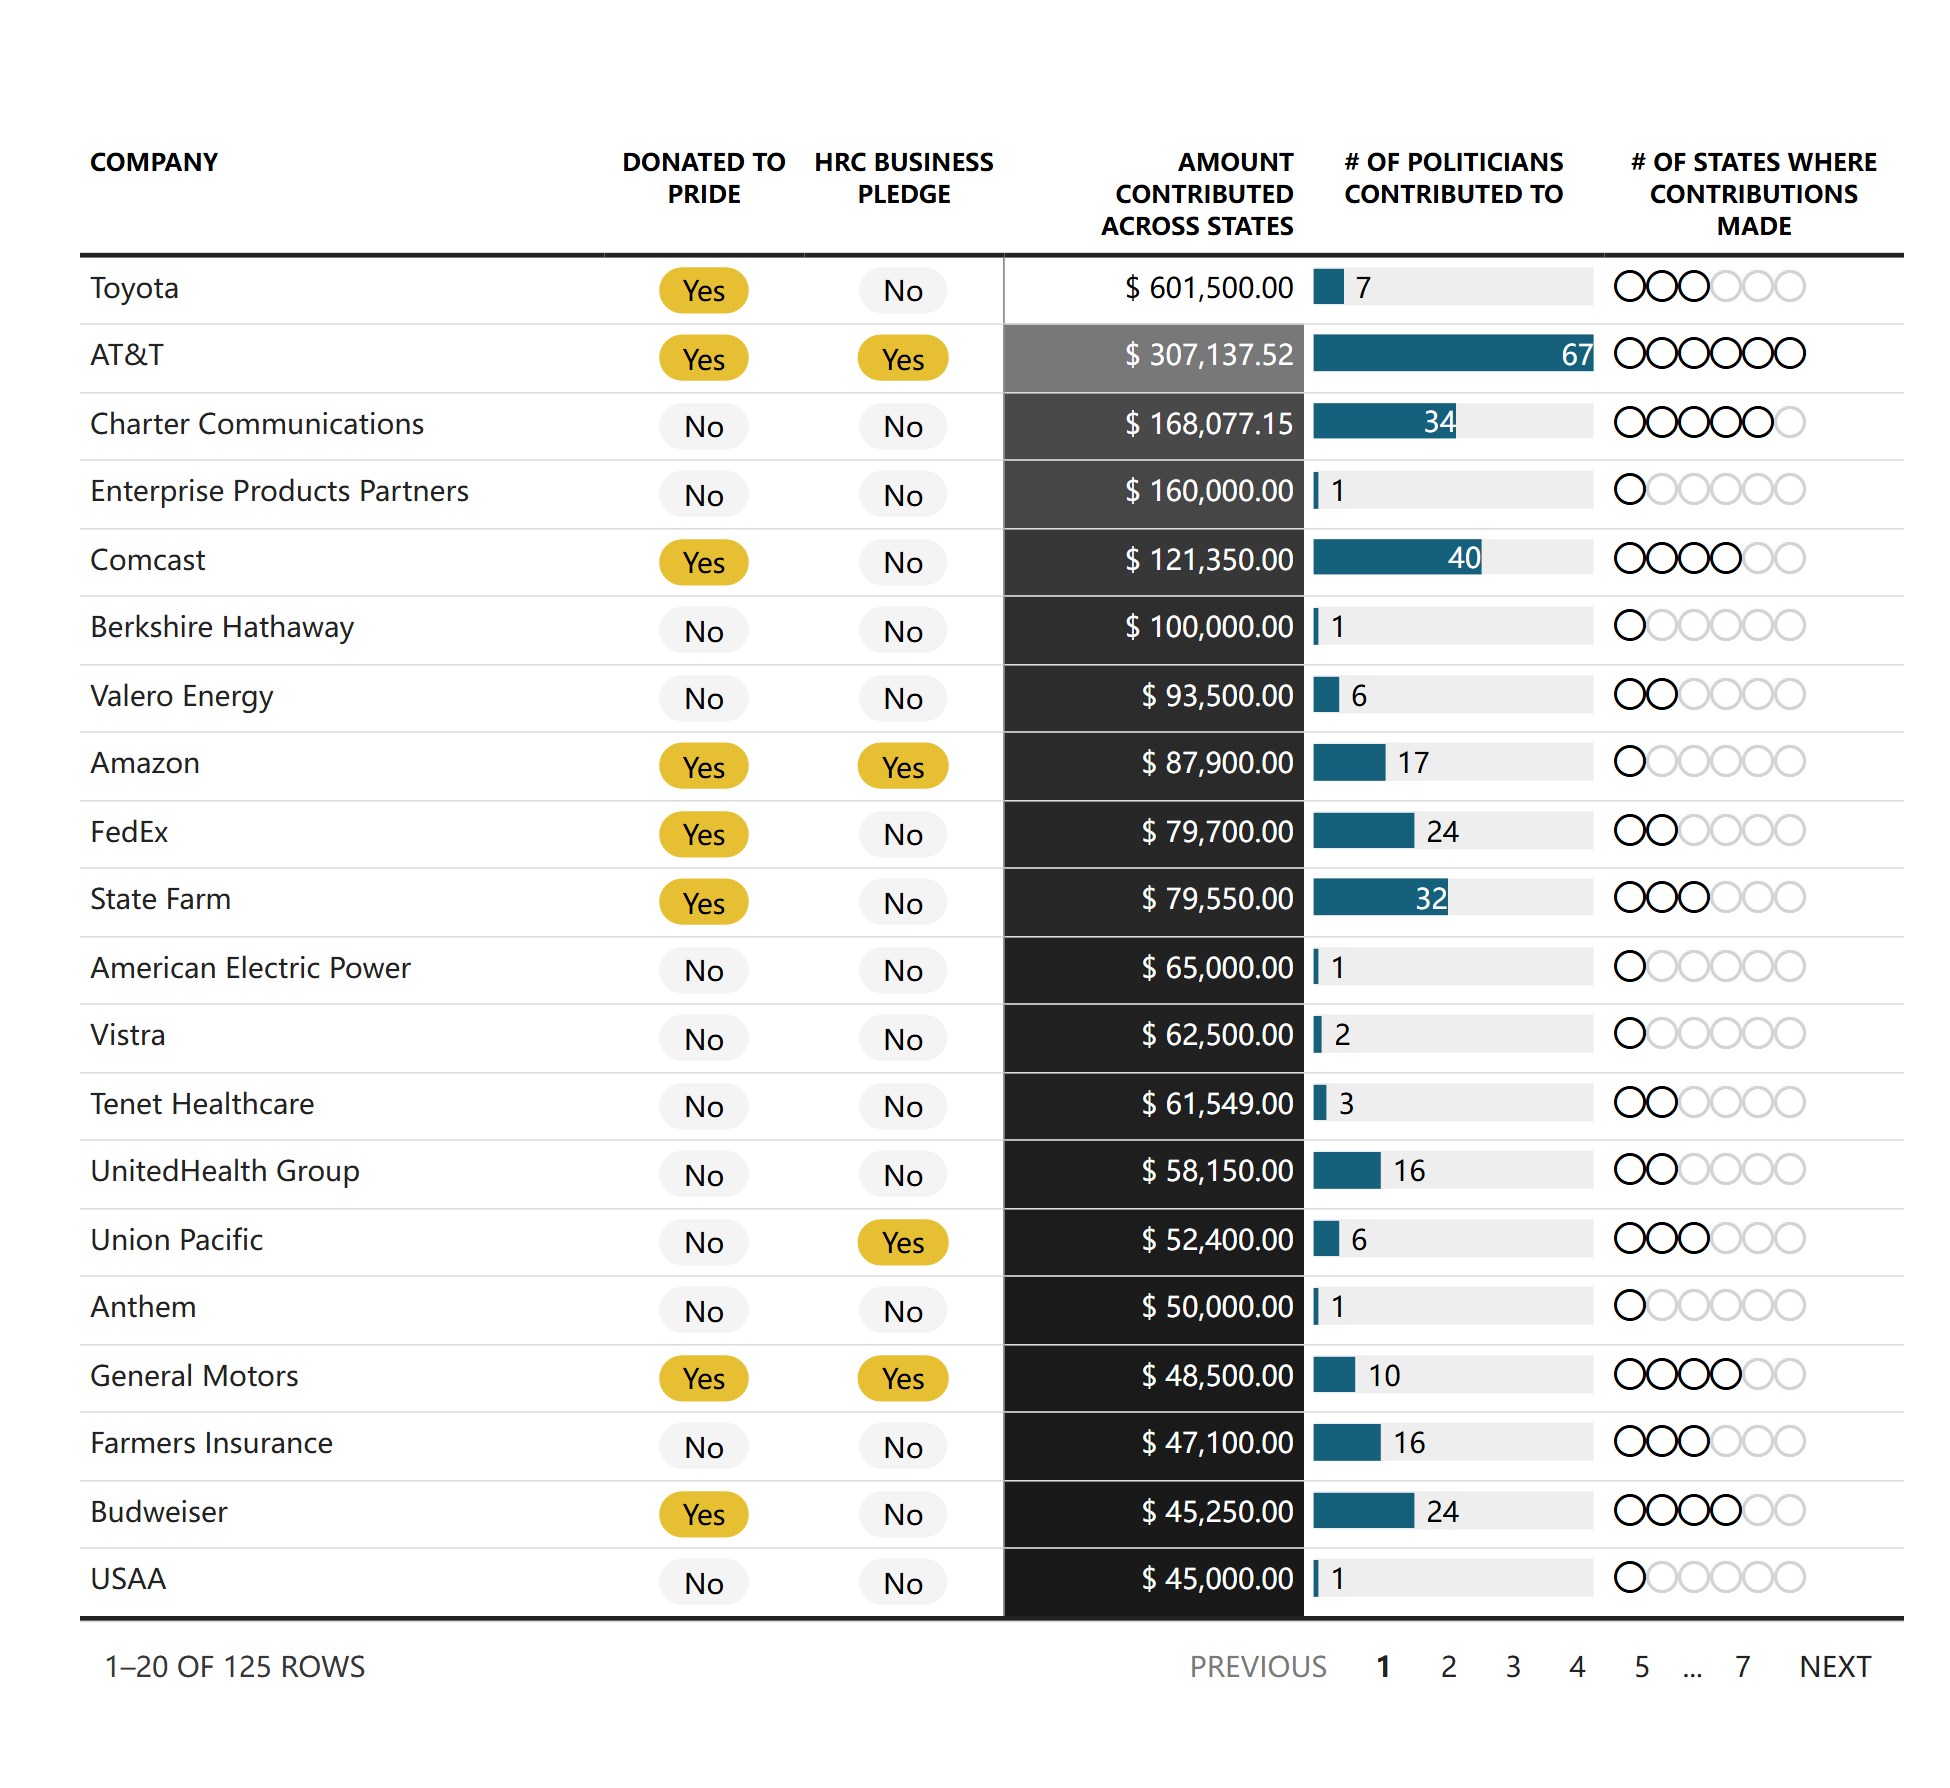 COMPANY DONATED TO PRIDE HRC BUSINESS PLEDGE AMOUNT CONTRIBUTED ACROSS STATES # OF POLITICIANS CONTRIBUTED TO # OF STATES WHERE CONTRIBUTIONS MADE
Toyota Yes No $ 601,500.00 7
AT&T Yes Yes $ 307,137.52 67
Charter Communications No No $ 168,077.15 34
Enterprise Products Partners No No $ 160,000.00 1
Comcast Yes No $ 121,350.00 40
Berkshire Hathaway No No $ 100,000.00 1
Valero Energy No No $ 93,500.00 6
Amazon Yes Yes $ 87,900.00 17
FedEx Yes No $ 79,700.00 24
State Farm Yes No $ 79,550.00 32
American Electric Power No No $ 65,000.00 1
Vistra No No $ 62,500.00 2
Tenet Healthcare No No $ 61,549.00 3
UnitedHealth Group No No $ 58,150.00 16
Union Pacific No Yes $ 52,400.00 6
Anthem No No $ 50,000.00 1
General Motors Yes Yes $ 48,500.00 10
Farmers Insurance No No $ 47,100.00 16
Budweiser Yes No $ 45,250.00 24
USAA No No $ 45,000.00 1
1–20 OF 125 ROWS PREVIOUS 1 2 3 4 5 ... 7 NEXT